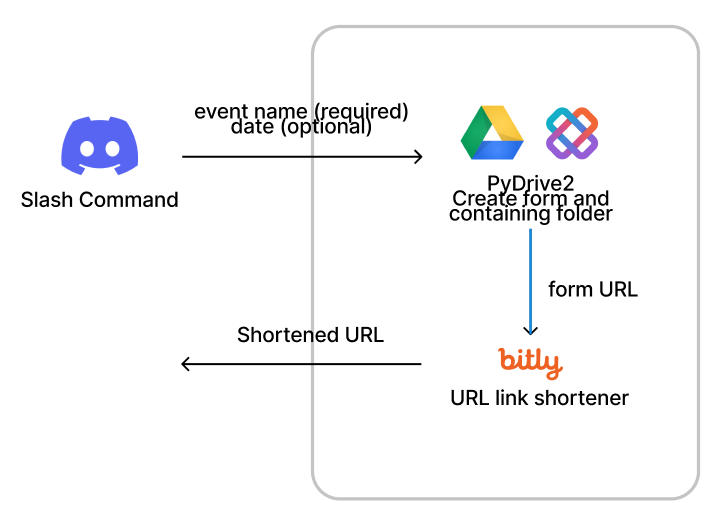 event name (required)
date (optional)
Slash Command
PyDrive2
Create form and
containing folder
form URL
Shortened URL
bitly
URL link shortener